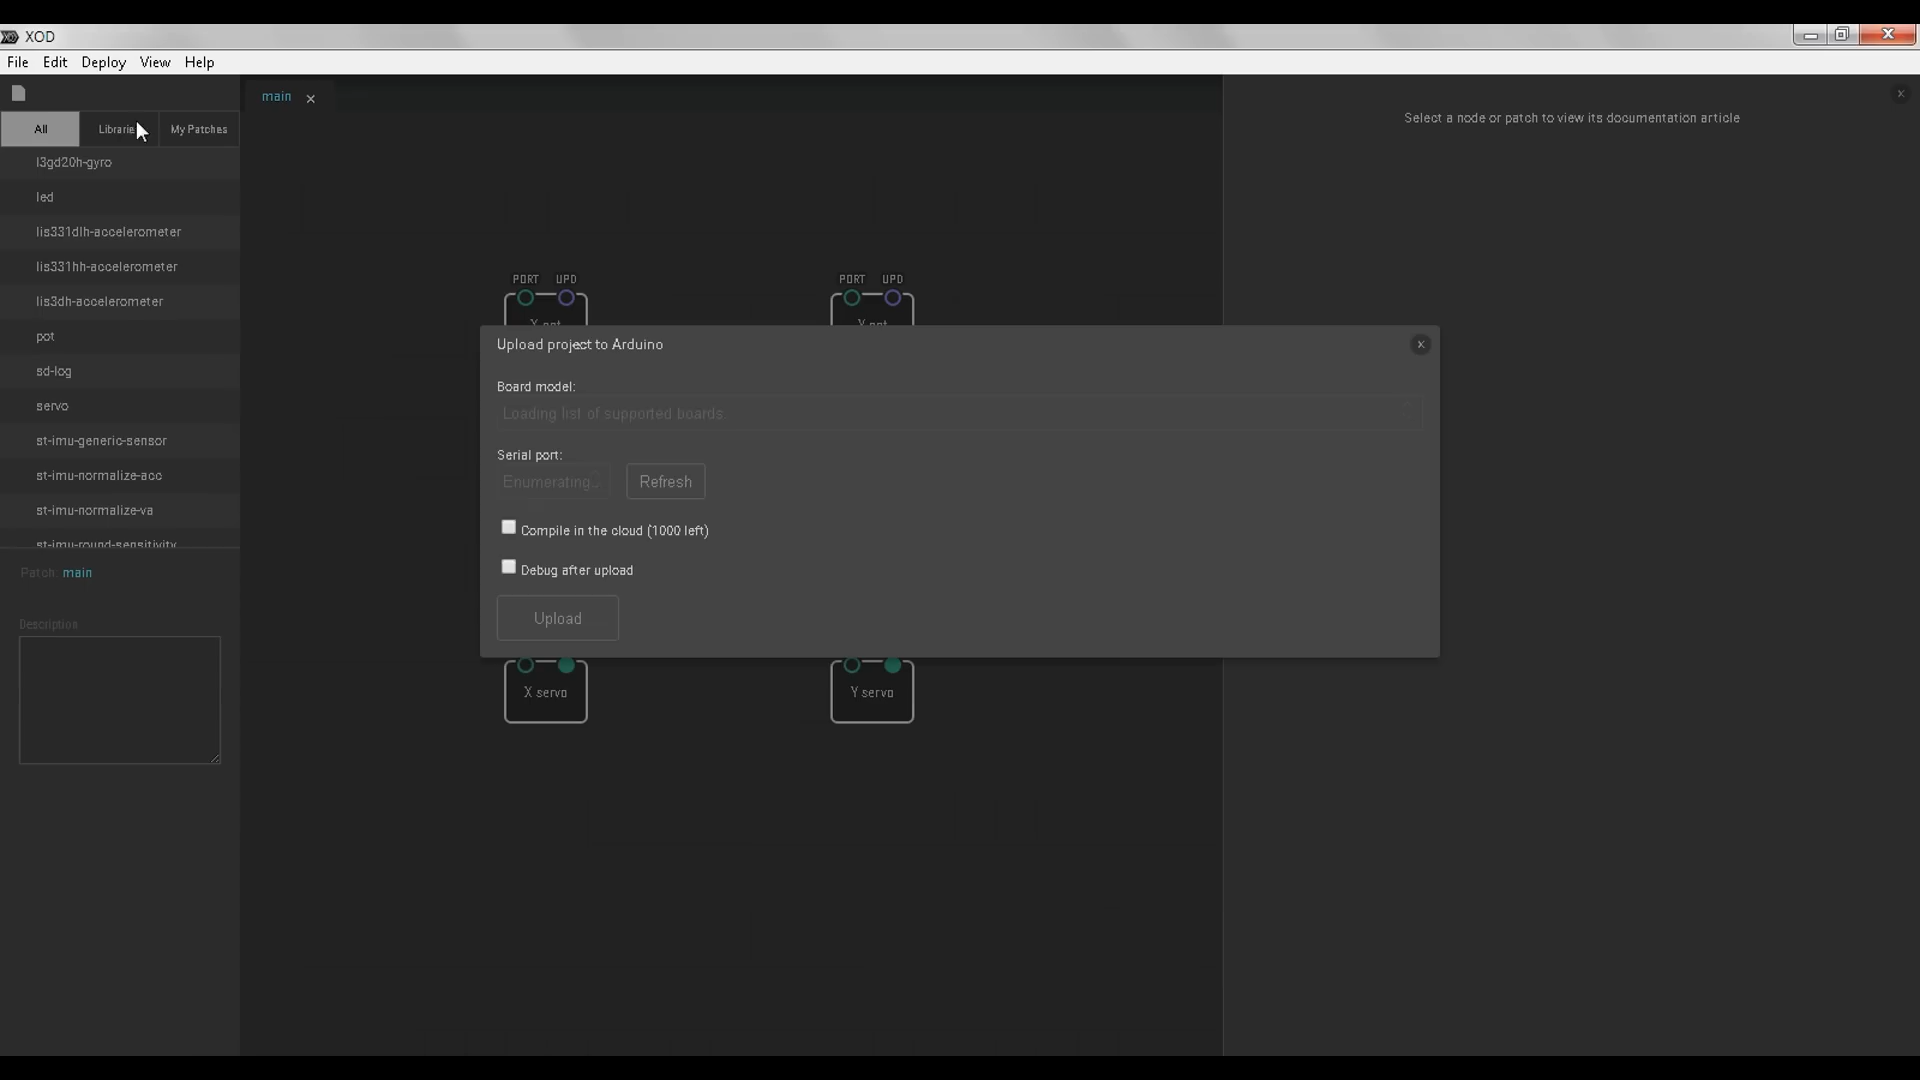 XOD
File Edit Deploy View Help
main
All
My Patches
Select a node or patch to view its documentation article
l3gd20h-gyro
led
lis331dlh-accelerometer
lis331hh-accelerometer
lis3dh-accelerometer
pot
sd-log
servo
st-imu-generic-sensor
st-imu-normalize-acc
st-imu-normalize-va
st-imu-round-sensitivity
PORT UPD
PORT UPD
Upload project to Arduino
Board model:
Loading list of supported boards.
Serial port:
Enumerating..
Refresh
Compile in the cloud (1000 left)
Debug after upload
Upload
X servo
Y servo
Patch: main
Description